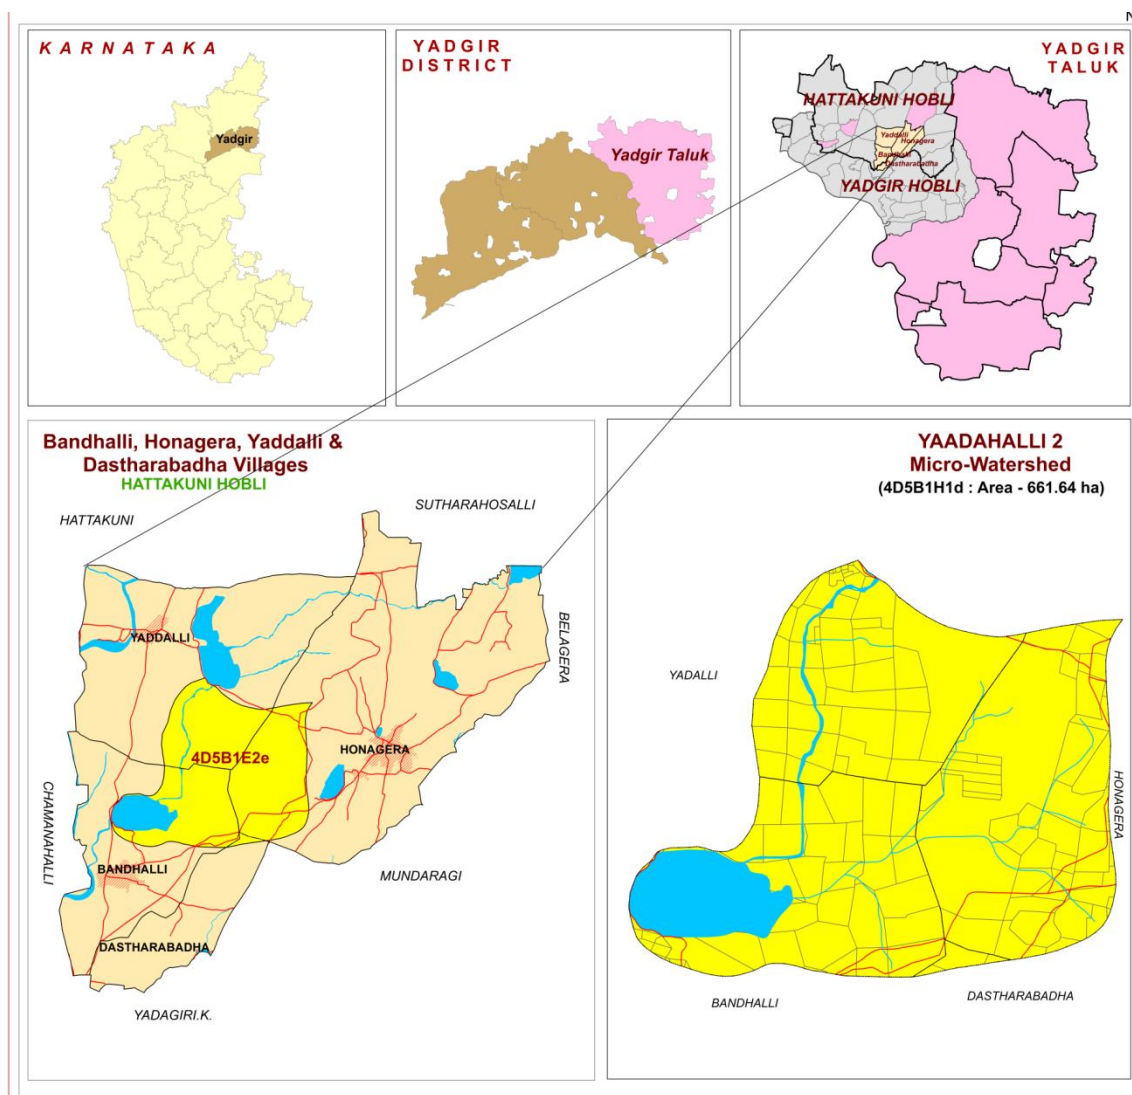 N
KARNATAKA
Yadgir
YADGIR
DISTRICT
Yadgir Taluk
YADGIR
TALUK
HATTAKUNI HOBLI
Yaddalli
Honagera
Bandhalli
Dastharabadha
YADGIR HOBLI
Bandhalli, Honagera, Yaddalli &
Dastharabadha Villages
HATTAKUNI HOBLI
HATTAKUNI
SUTHARAHOSALLI
YADDALLI
BELAGERA
4D5B1E2e
HONAGERA
CHAMANAHALLI
BANDHALLI
MUNDARAGI
DASTHARABADHA
YADAGIRI.K.
YAADAHALLI 2
Micro-Watershed
(4D5B1H1d : Area - 661.64 ha)
YADALLI
HONAGERA
BANDHALLI
DASTHARABADHA